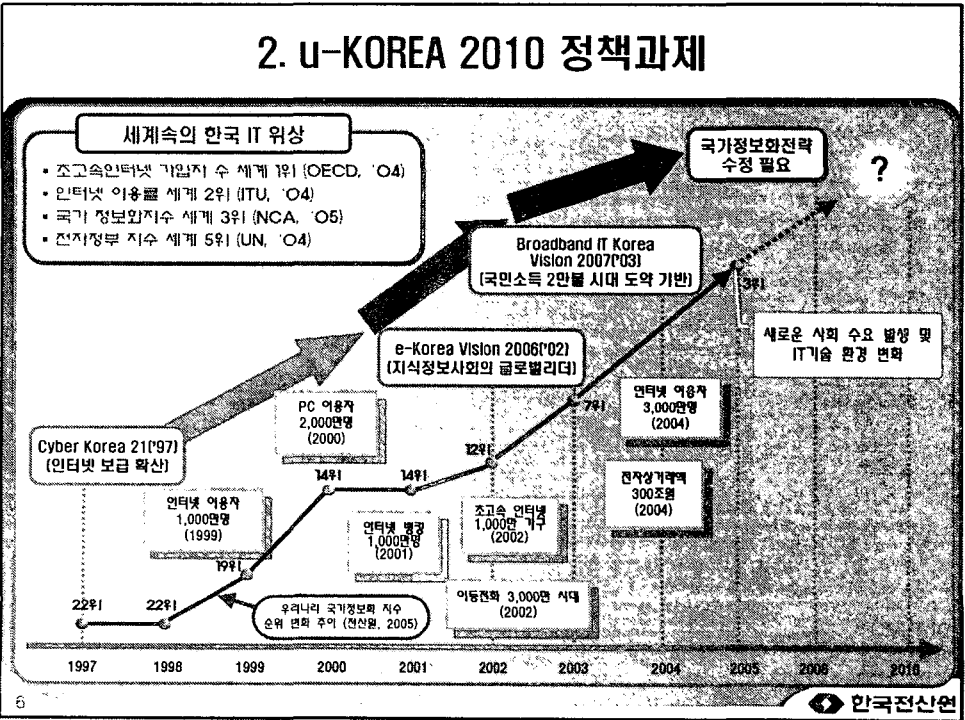 2. u-KOREA 2010 정책과제
세계속의 한국 IT 위상
• 초고속인터넷 가입자 수 세계 1위 (OECD, '04)
• 인터넷 이용률 세계 2위 (ITU, '04)
• 국가 정보화지수 세계 3위 (NCA, '05)
• 전자정부 지수 세계 5위 (UN, '04)
국가정보화전략
수정 필요
?
Broadband IT Korea
Vision 2007('03)
(국민소득 2만불 시대 도약 기반)
3위
새로운 사회 수요 발생 및
IT기술 환경 변화
e-Korea Vision 2006('02)
(지식정보사회의 글로벌리더)
7위
PC 이용자
2,000만명
(2000)
인터넷 이용자
3,000만명
(2004)
Cyber Korea 21('97)
(인터넷 보급 확산)
14위
14위
12위
전자상거래액
300조원
(2004)
인터넷 이용자
1,000만명
(1999)
인터넷 뱅킹
1,000만명
(2001)
초고속 인터넷
1,000만 가구
(2002)
19위
22위
22위
우리나라 국가정보화 지수
순위 변화 추이 (전산원, 2005)
이동전화 3,000만 시대
(2002)
1997
1998
1999
2000
2001
2002
2003
2004
2005
2008
2010
6
한국전산원